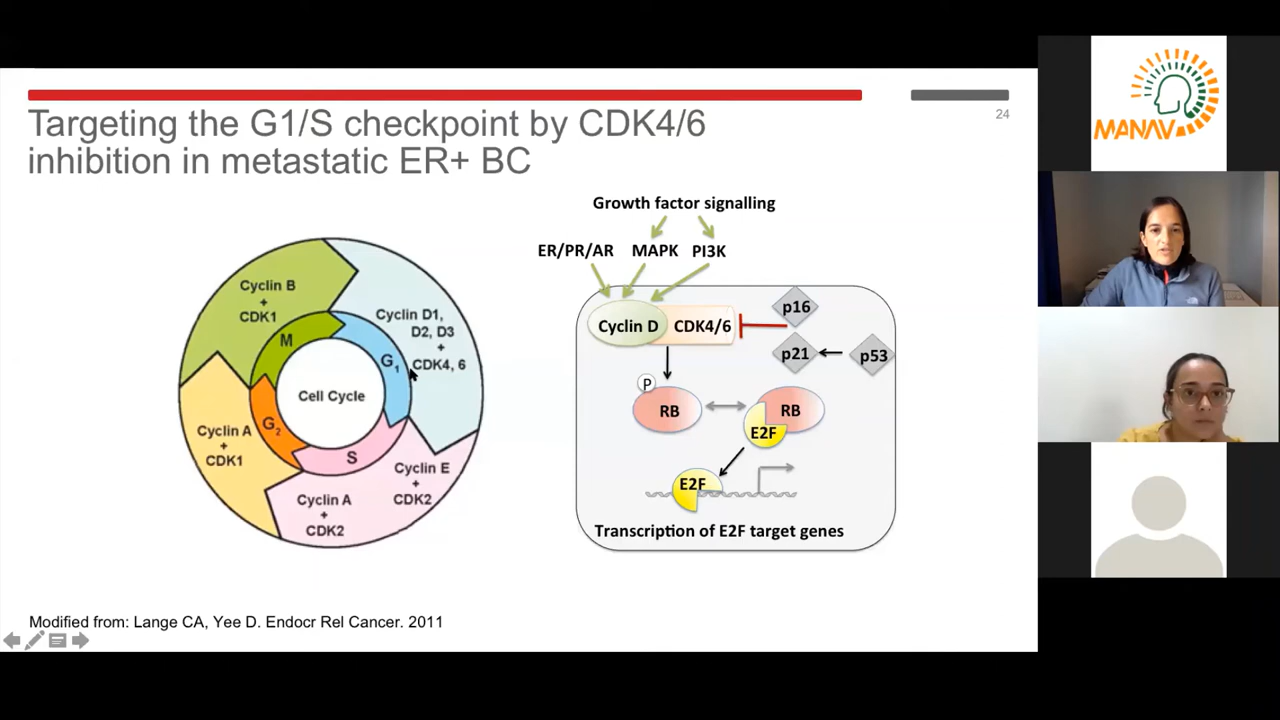 Targeting the G1/S checkpoint by CDK4/6
inhibition in metastatic ER+ BC
24
MANAV
Cyclin B
+
CDK1
M
Cyclin D1,
D2, D3
+
CDK4, 6
G1
Cell Cycle
Cyclin A
+
CDK1
G2
S
Cyclin E
+
CDK2
Cyclin A
+
CDK2
Growth factor signalling
ER/PR/AR MAPK PI3K
Cyclin D CDK4/6
p16
p21
p53
P
RB
RB
E2F
E2F
Transcription of E2F target genes
Modified from: Lange CA, Yee D. Endocr Rel Cancer. 2011